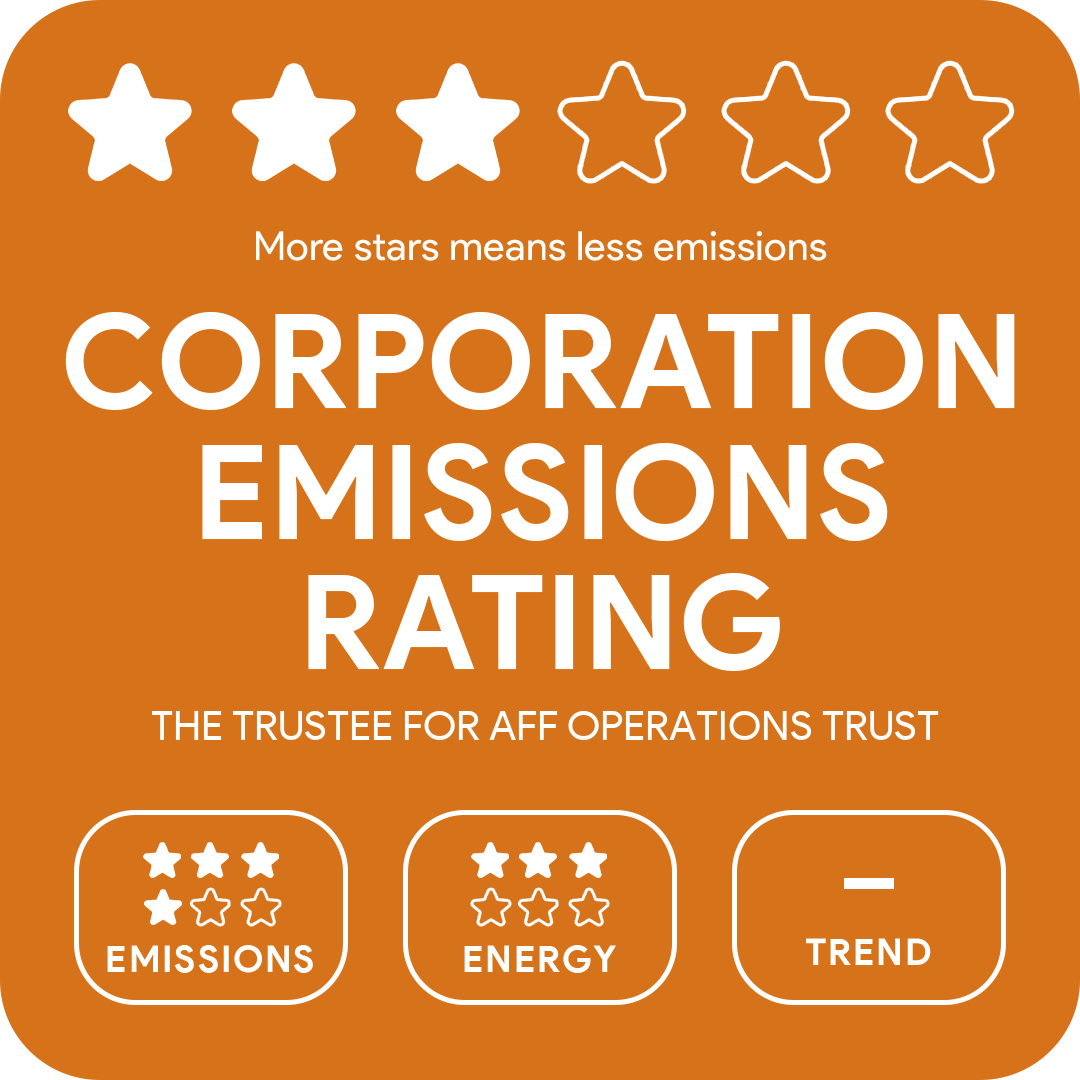 More stars means less emissions
CORPORATION
EMISSIONS
RATING
THE TRUSTEE FOR AFF OPERATIONS TRUST
EMISSIONS
ENERGY
TREND